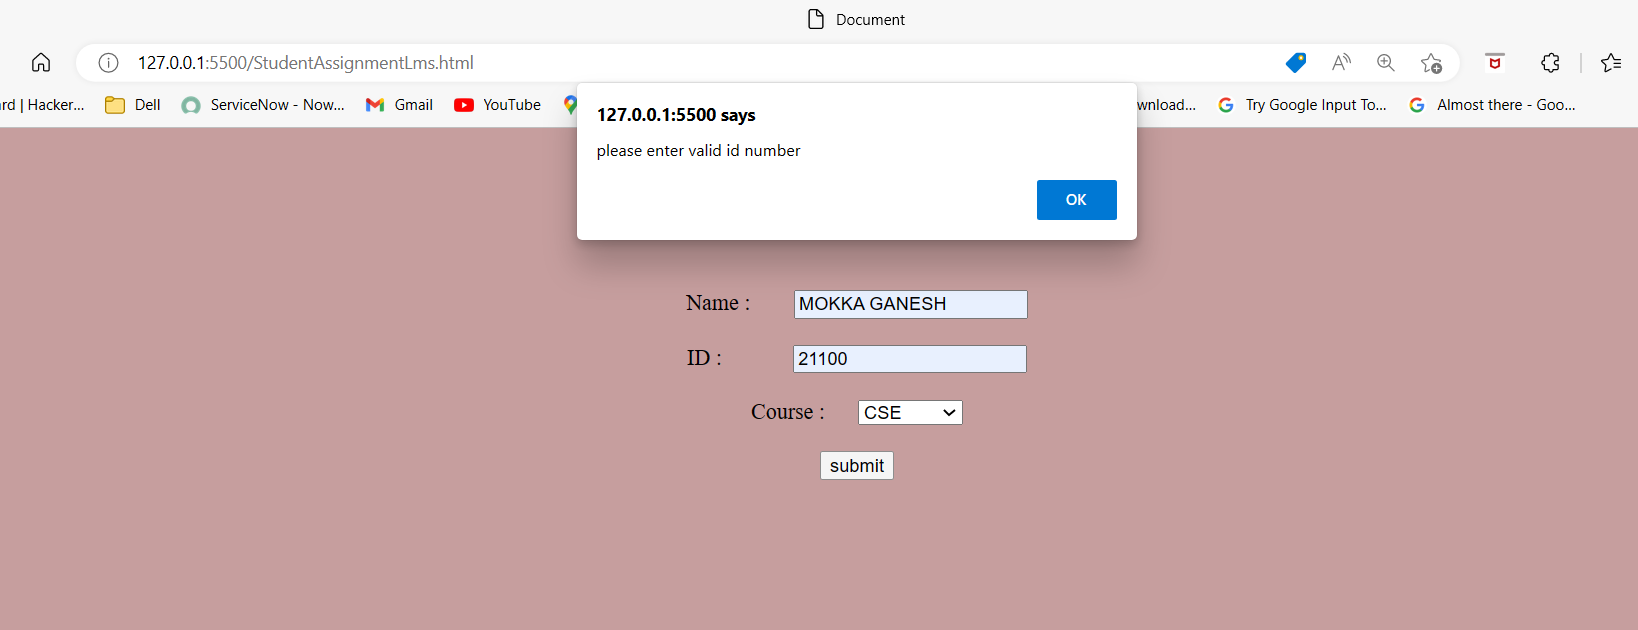 Document
127.0.0.1:5500/StudentAssignmentLms.html
rd | Hacker... Dell ServiceNow - Now... Gmail YouTube wnload... Try Google Input To... Almost there - Goo...
127.0.0.1:5500 says
please enter valid id number
OK
Name : MOKKA GANESH
ID : 21100
Course : CSE
submit